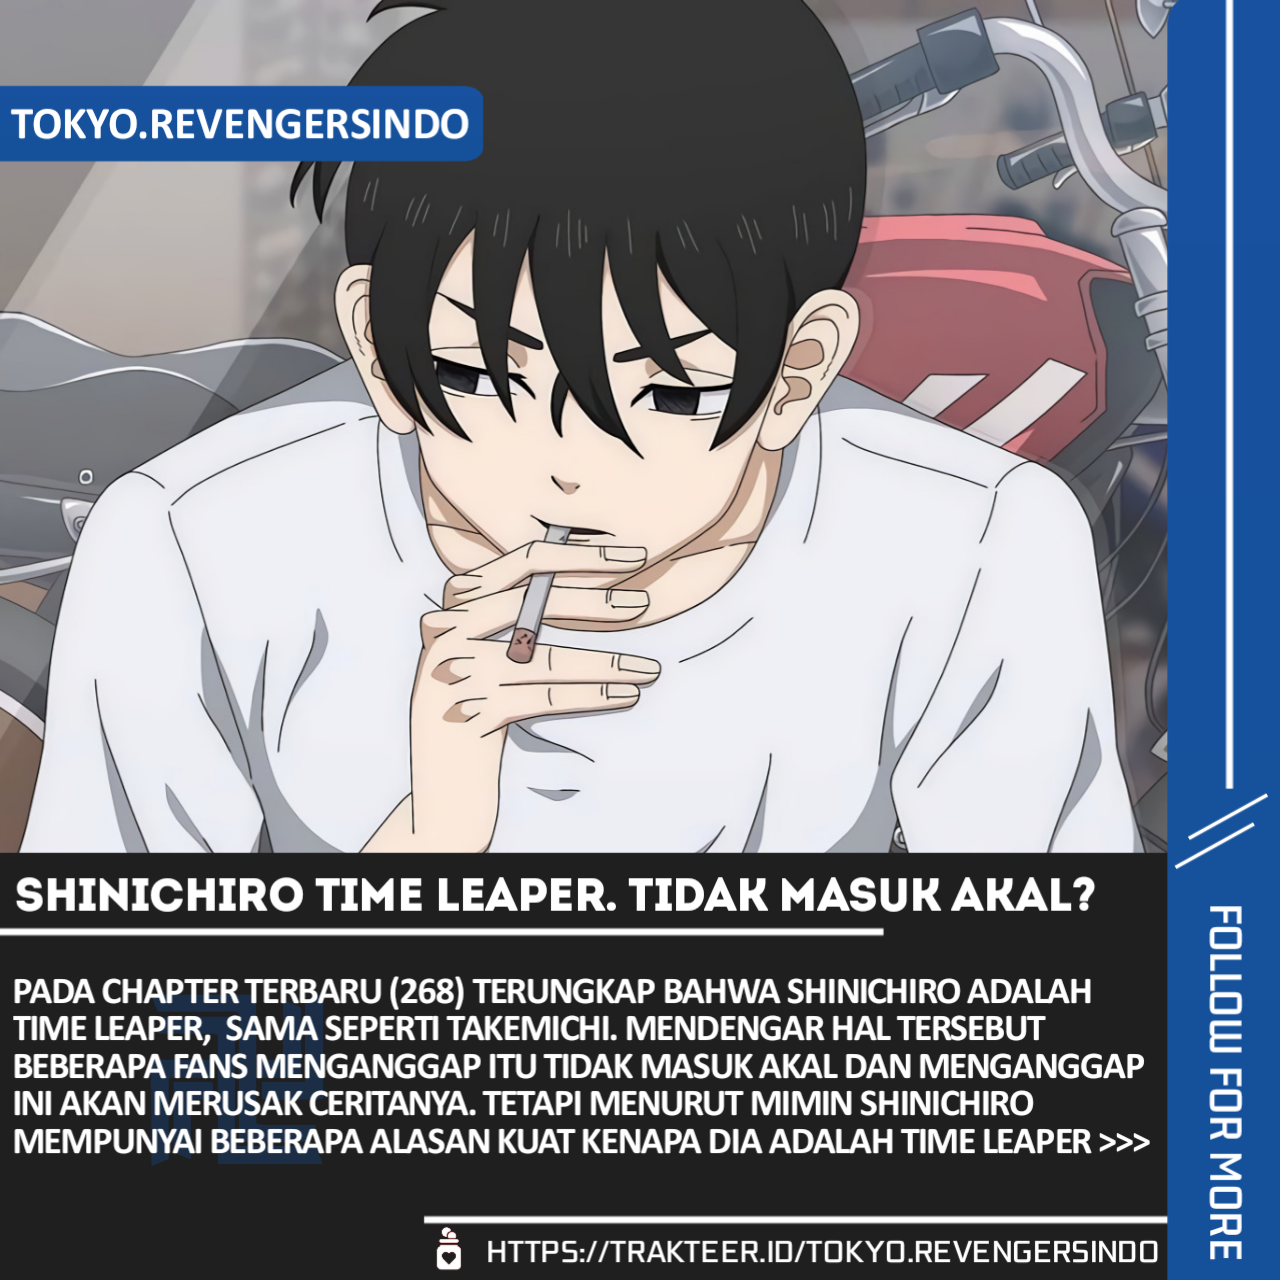 TOKYO.REVENGERSINDO
SHINICHIRO TIME LEAPER. TIDAK MASUK AKAL?
PADA CHAPTER TERBARU (268) TERUNGKAP BAHWA SHINICHIRO ADALAH
TIME LEAPER, SAMA SEPERTI TAKEMICHI. MENDENGAR HAL TERSEBUT
BEBERAPA FANS MENGANGGAP ITU TIDAK MASUK AKAL DAN MENGANGGAP
INI AKAN MERUSAK CERITANYA. TETAPI MENURUT MIMIN SHINICHIRO
MEMPUNYAI BEBERAPA ALASAN KUAT KENAPA DIA ADALAH TIME LEAPER >>>
HTTPS://TRAKTEER.ID/TOKYO.REVENGERSINDO
FOLLOW FOR MORE